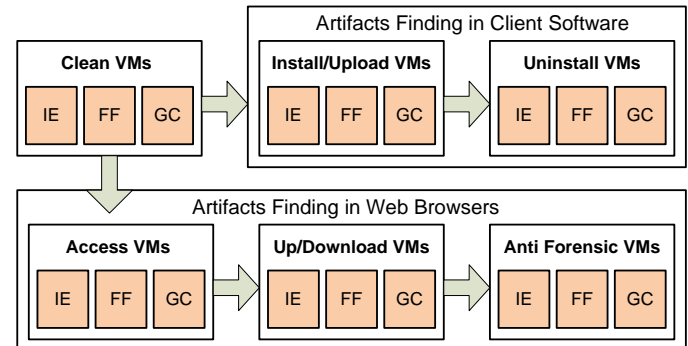 Artifacts Finding in Client Software
Clean VMs
IE FF GC
Install/Upload VMs
IE FF GC
Uninstall VMs
IE FF GC
Artifacts Finding in Web Browsers
Access VMs
IE FF GC
Up/Download VMs
IE FF GC
Anti Forensic VMs
IE FF GC